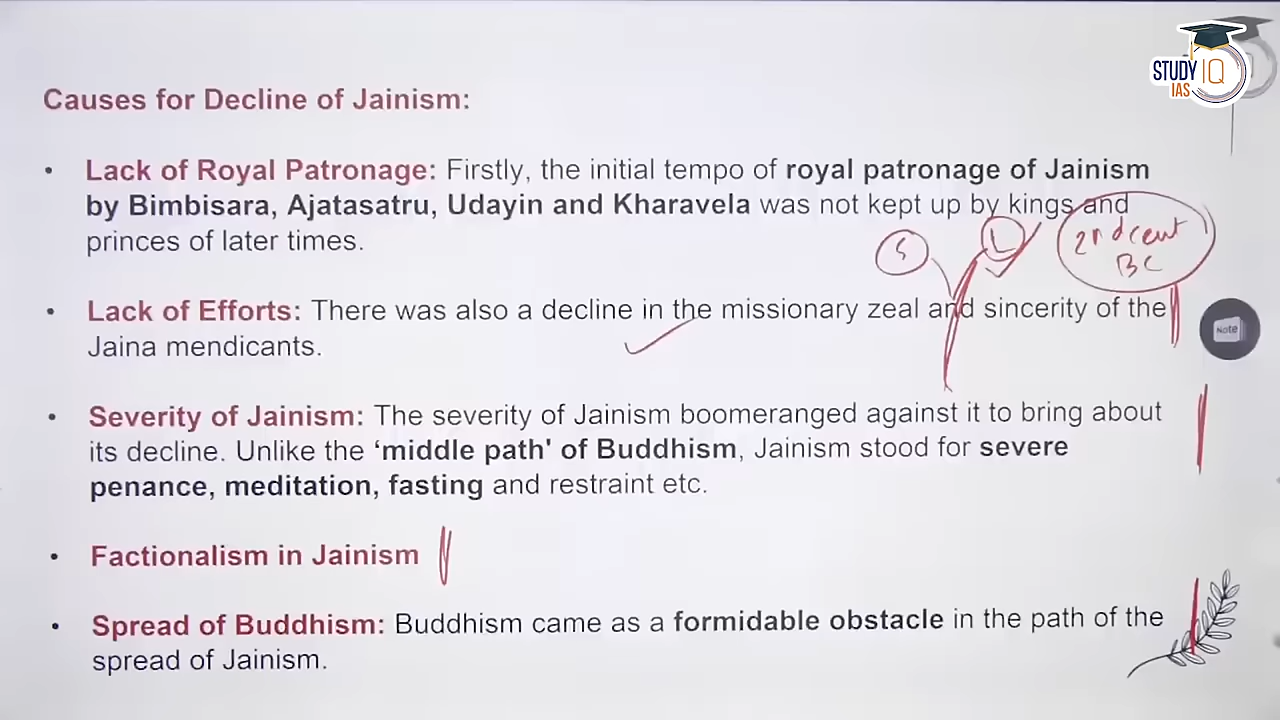 STUDY IQ
IAS
Causes for Decline of Jainism:
• Lack of Royal Patronage: Firstly, the initial tempo of royal patronage of Jainism
by Bimbisara, Ajatasatru, Udayin and Kharavela was not kept up by kings and
princes of later times.
S
L
2nd cent
BC
• Lack of Efforts: There was also a decline in the missionary zeal and sincerity of the
Jaina mendicants.
Note
• Severity of Jainism: The severity of Jainism boomeranged against it to bring about
its decline. Unlike the ‘middle path' of Buddhism, Jainism stood for severe
penance, meditation, fasting and restraint etc.
• Factionalism in Jainism
• Spread of Buddhism: Buddhism came as a formidable obstacle in the path of the
spread of Jainism.